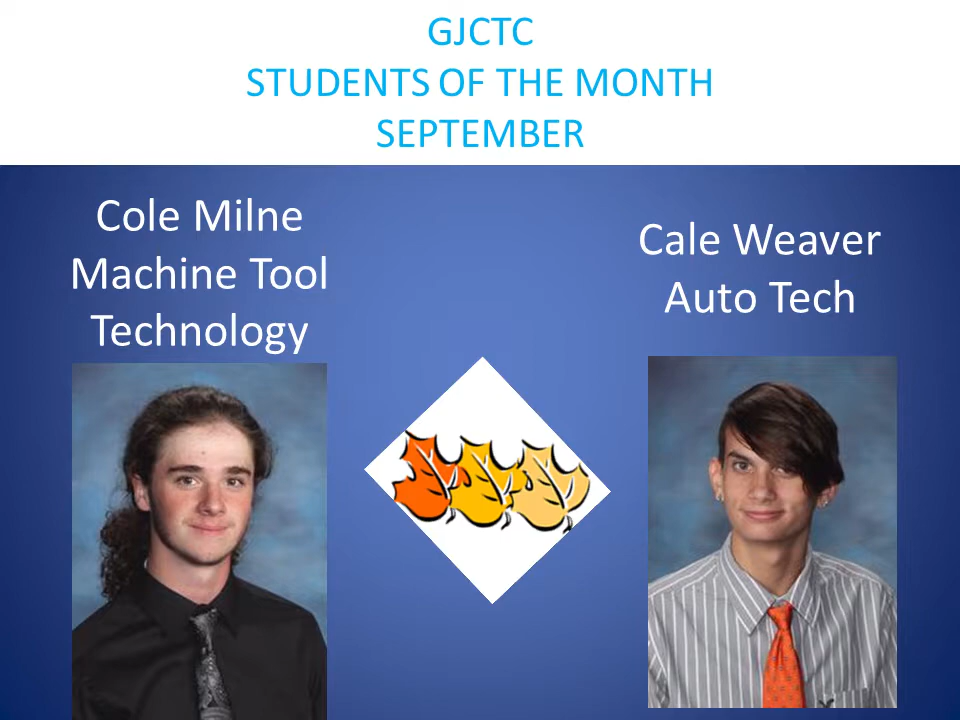 GJCTC
STUDENTS OF THE MONTH
SEPTEMBER
Cole Milne
Machine Tool
Technology
Cale Weaver
Auto Tech